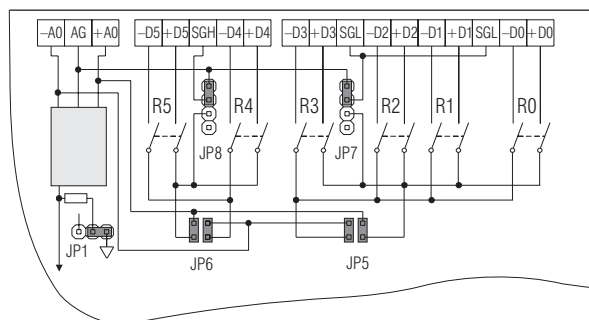 –A0 AG +A0 –D5 +D5 SGH –D4 +D4 –D3 +D3 SGL –D2 +D2 –D1 +D1 SGL –D0 +D0
R5 R4 R3 R2 R1 R0
JP8 JP7
JP1
JP6 JP5